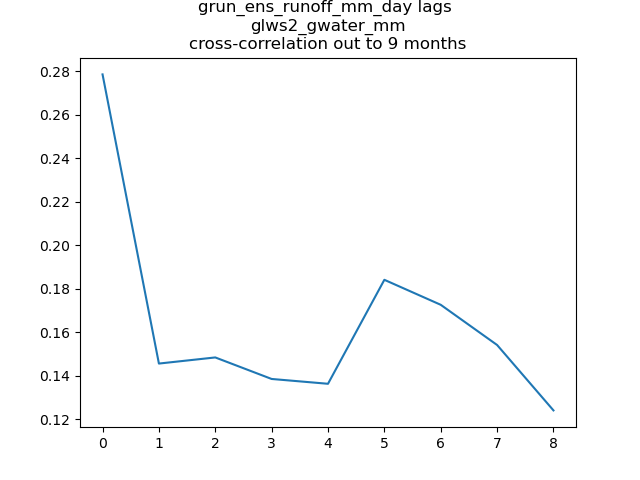 grun_ens_runoff_mm_day lags
glws2_gwater_mm
cross-correlation out to 9 months
0.28
0.26
0.24
0.22
0.20
0.18
0.16
0.14
0.12
0 1 2 3 4 5 6 7 8